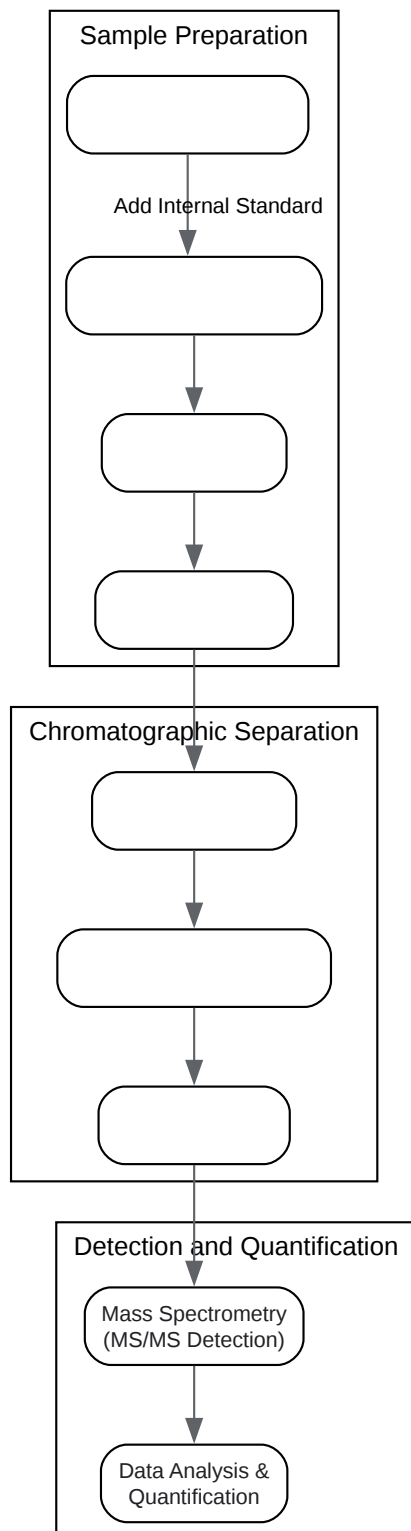 Sample Preparation
Add Internal Standard
Chromatographic Separation
Detection and Quantification
Mass Spectrometry
(MS/MS Detection)
Data Analysis &
Quantification